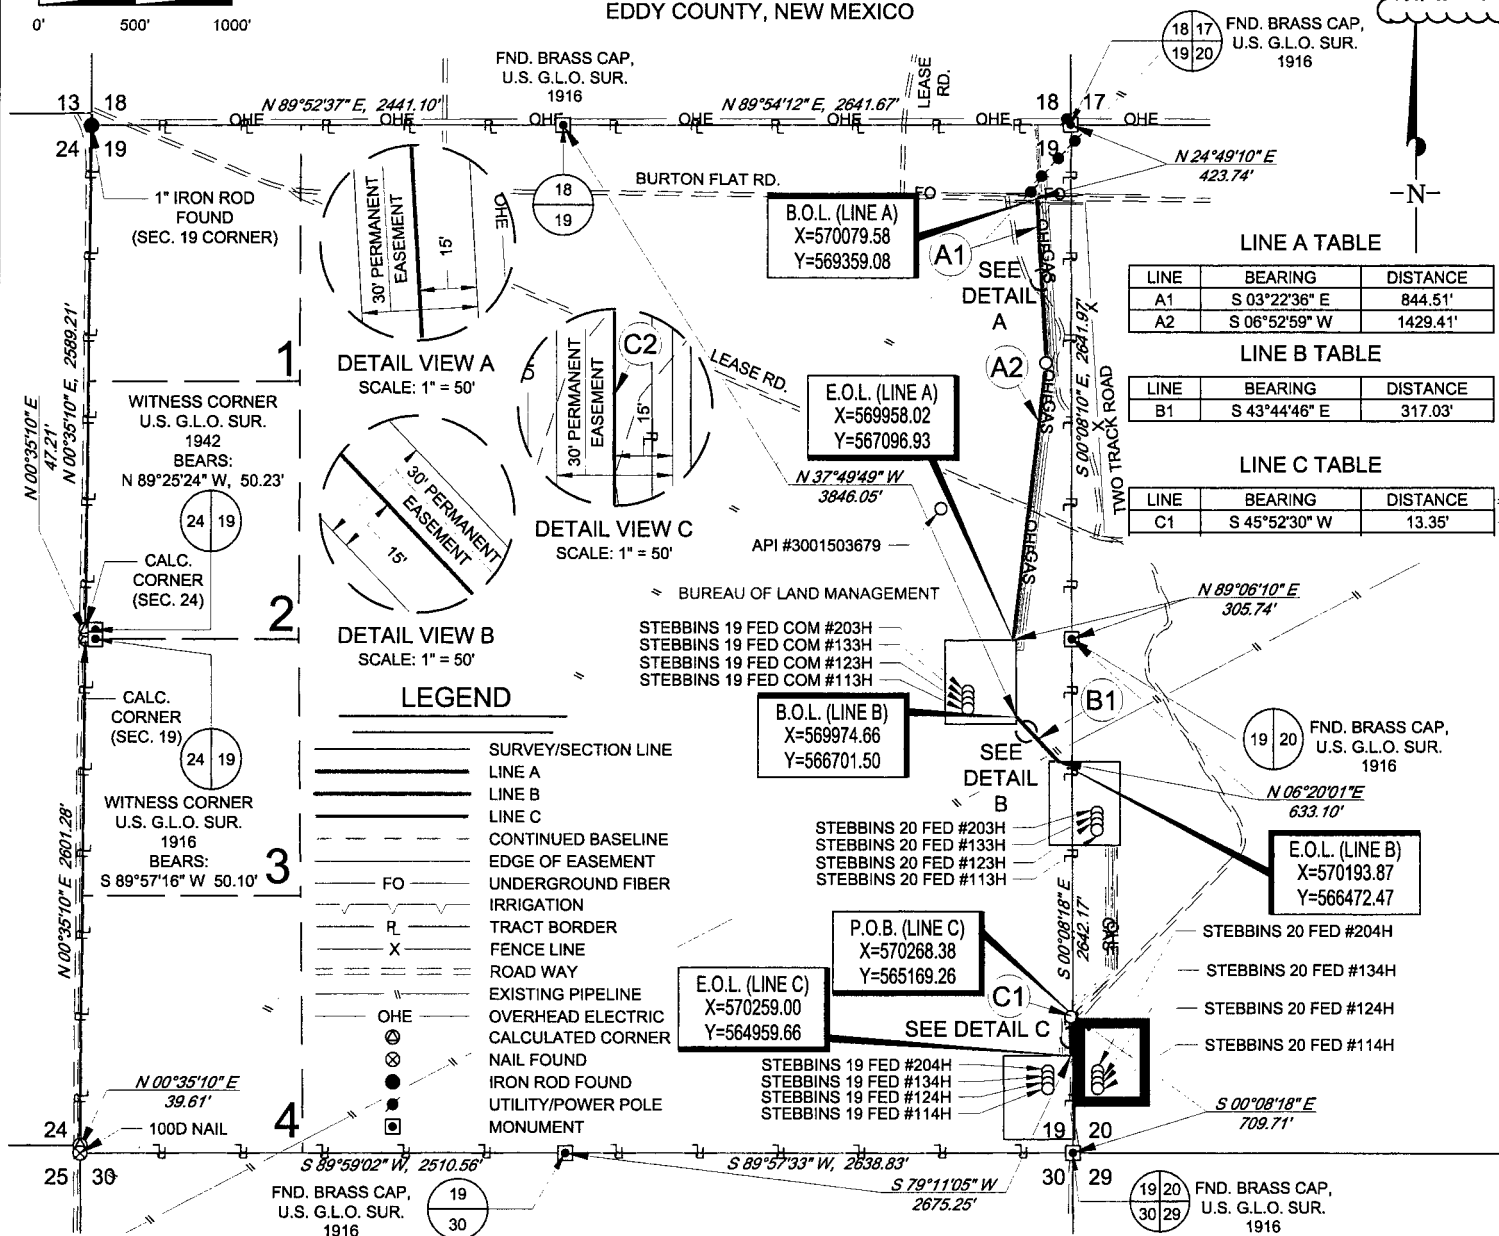 0' 500' 1000'
EDDY COUNTY, NEW MEXICO
FND. BRASS CAP,
U.S. G.L.O. SUR.
1916
18 17
19 20
FND. BRASS CAP,
U.S. G.L.O. SUR.
1916
13 18
24 19
N 89°52'37" E, 2441.10'
N 89°54'12" E, 2641.67'
OHE OHE OHE OHE OHE OHE OHE OHE
LEASE
RD.
18 17
19
N 24°49'10" E
423.74'
-N-
1" IRON ROD
FOUND
(SEC. 19 CORNER)
30' PERMANENT
EASEMENT
15'
OHE
DETAIL VIEW A
SCALE: 1" = 50'
18
19
BURTON FLAT RD.
FO
FO
B.O.L. (LINE A)
X=570079.58
Y=569359.08
A1
SEE
DETAIL
A
A2
OHE
GAS
OHE
GAS
OHE
GAS
LINE A TABLE
LINE BEARING DISTANCE
A1 S 03°22'36" E 844.51'
A2 S 06°52'59" W 1429.41'
LINE B TABLE
LINE BEARING DISTANCE
B1 S 43°44'46" E 317.03'
LINE C TABLE
LINE BEARING DISTANCE
C1 S 45°52'30" W 13.35'
S 00°08'10" E, 2641.97'
X
X
TWO TRACK ROAD
N 00°35'10" E, 2589.21'
N 00°35'10" E
47.21'
1
WITNESS CORNER
U.S. G.L.O. SUR.
1942
BEARS:
N 89°25'24" W, 50.23'
24 19
CALC.
CORNER
(SEC. 24)
2
30' PERMANENT
EASEMENT
15'
DETAIL VIEW B
SCALE: 1" = 50'
30' PERMANENT
EASEMENT
C2
15'
DETAIL VIEW C
SCALE: 1" = 50'
LEASE RD.
E.O.L. (LINE A)
X=569958.02
Y=567096.93
N 37°49'49" W
3846.05'
API #3001503679
BUREAU OF LAND MANAGEMENT
N 89°06'10" E
305.74'
STEBBINS 19 FED COM #203H
STEBBINS 19 FED COM #133H
STEBBINS 19 FED COM #123H
STEBBINS 19 FED COM #113H
B.O.L. (LINE B)
X=569974.66
Y=566701.50
B1
SEE
DETAIL
B
19 20
FND. BRASS CAP,
U.S. G.L.O. SUR.
1916
N 06°20'01"E
633.10'
STEBBINS 20 FED #203H
STEBBINS 20 FED #133H
STEBBINS 20 FED #123H
STEBBINS 20 FED #113H
E.O.L. (LINE B)
X=570193.87
Y=566472.47
CALC.
CORNER
(SEC. 19)
24 19
WITNESS CORNER
U.S. G.L.O. SUR.
1916
BEARS:
S 89°57'16" W 50.10'
N 00°35'10" E 2601.28'
3
LEGEND
SURVEY/SECTION LINE
LINE A
LINE B
LINE C
CONTINUED BASELINE
EDGE OF EASEMENT
FO UNDERGROUND FIBER
IRRIGATION
PL TRACT BORDER
X FENCE LINE
ROAD WAY
EXISTING PIPELINE
OHE OVERHEAD ELECTRIC
CALCULATED CORNER
NAIL FOUND
IRON ROD FOUND
UTILITY/POWER POLE
MONUMENT
S 00°08'18" E
2642.17'
P.O.B. (LINE C)
X=570268.38
Y=565169.26
E.O.L. (LINE C)
X=570259.00
Y=564959.66
C1
SEE DETAIL C
STEBBINS 20 FED #204H
STEBBINS 20 FED #134H
STEBBINS 20 FED #124H
STEBBINS 20 FED #114H
STEBBINS 19 FED #204H
STEBBINS 19 FED #134H
STEBBINS 19 FED #124H
STEBBINS 19 FED #114H
N 00°35'10" E
39.61'
100D NAIL
4
24
25 30
S 89°59'02" W, 2510.56'
S 89°57'33" W, 2638.83'
S 79°11'05" W
2675.25'
S 00°08'18" E
709.71'
19 20
30 29
FND. BRASS CAP,
U.S. G.L.O. SUR.
1916
19
30
19 20
30 29
FND. BRASS CAP,
U.S. G.L.O. SUR.
1916